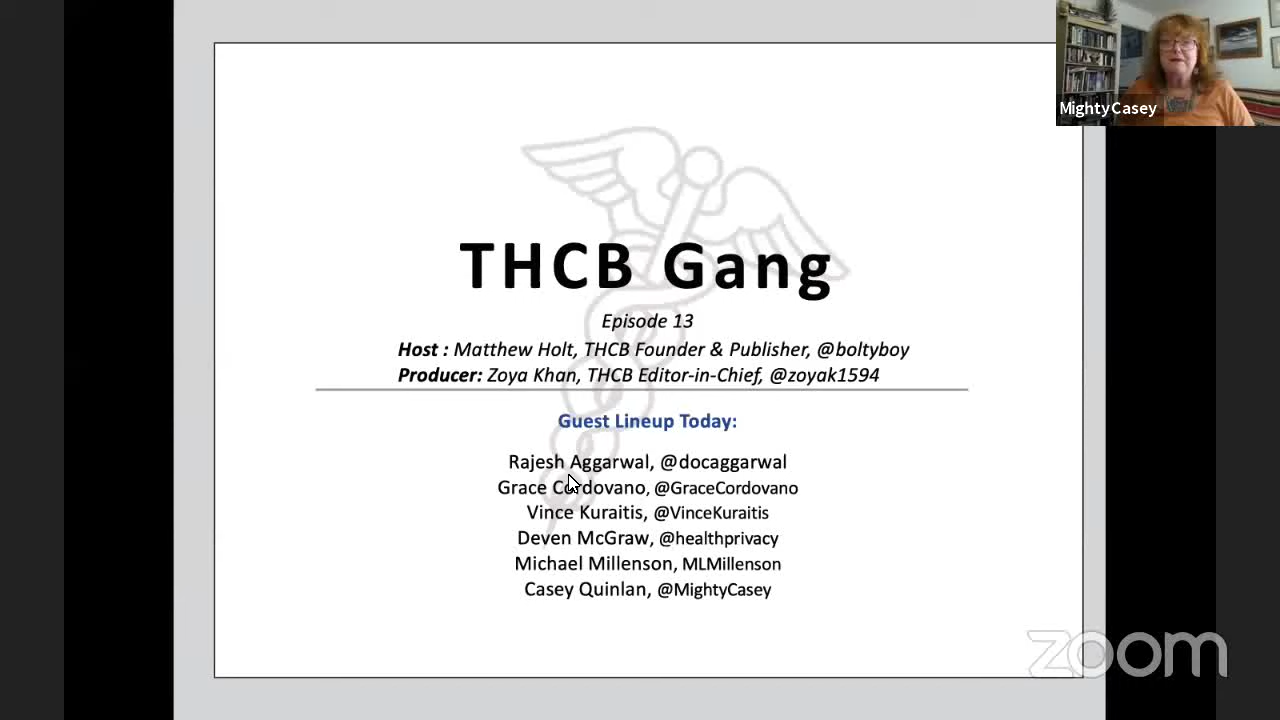 MightyCasey
THCB Gang
Episode 13
Host : Matthew Holt, THCB Founder & Publisher, @boltyboy
Producer: Zoya Khan, THCB Editor-in-Chief, @zoyak1594
Guest Lineup Today:
Rajesh Aggarwal, @docaggarwal
Grace Cordovano, @GraceCordovano
Vince Kuraitis, @VinceKuraitis
Deven McGraw, @healthprivacy
Michael Millenson, MLMillenson
Casey Quinlan, @MightyCasey
zoom